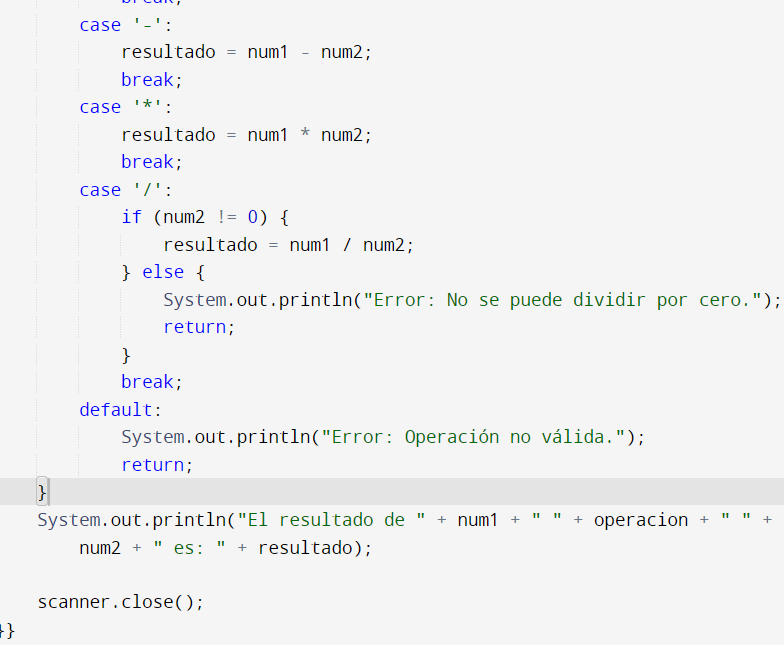 break;
case '-':
resultado = num1 - num2;
break;
case '*':
resultado = num1 * num2;
break;
case '/':
if (num2 != 0) {
resultado = num1 / num2;
} else {
System.out.println("Error: No se puede dividir por cero.");
return;
}
break;
default:
System.out.println("Error: Operación no válida.");
return;
}
System.out.println("El resultado de " + num1 + " " + operacion + " " +
num2 + " es: " + resultado);
scanner.close();
}}